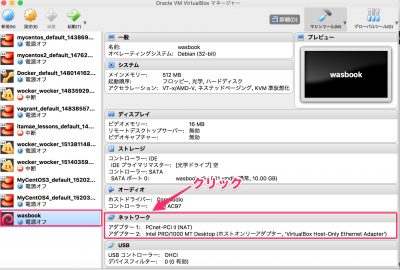 Oracle VM VirtualBox マネージャー
新規(N) 設定(S) 破棄 起動(T)
詳細(D) マシンツール(M) グローバルツール(G)
mycentos_default_143869...
電源オフ
mycentos2_default_14762...
電源オフ
Docker_default_148014162...
中断
wocker_wocker_14835929...
中断
vagrant_default_14838557...
電源オフ
itamae_lessons_default_14...
中断
wocker_wocker_151381148...
中断
wocker_wocker_15140359...
中断
MyCentOS3_default_15202...
電源オフ
MyCentOS4_default_15203...
電源オフ
wasbook
電源オフ
一般
名前: wasbook
オペレーティングシステム: Debian (32-bit)
システム
メインメモリー: 512 MB
起動順序: フロッピー, 光学, ハードディスク
アクセラレーション: VT-x/AMD-V, ネステッドページング, KVM 準仮想化
ディスプレイ
ビデオメモリー: 16 MB
リモートデスクトップサーバー: 無効
ビデオキャプチャー: 無効
ストレージ
コントローラー: IDE
IDE プライマリマスター: [光学ドライブ] 空
コントローラー: SATA
SATA ポート 0:
10.00 GB)
オーディオ
ホストドライバー:
コントローラー: AC97
クリック
ネットワーク
アダプター 1: PCnet-PCI II (NAT)
アダプター 2: Intel PRO/1000 MT Desktop (ホストオンリーアダプター, 'VirtualBox Host-Only Ethernet Adapter')
USB
USB コントローラー: OHCI
デバイスフィルター: 0 (0 有効)
プレビュー
wasbook